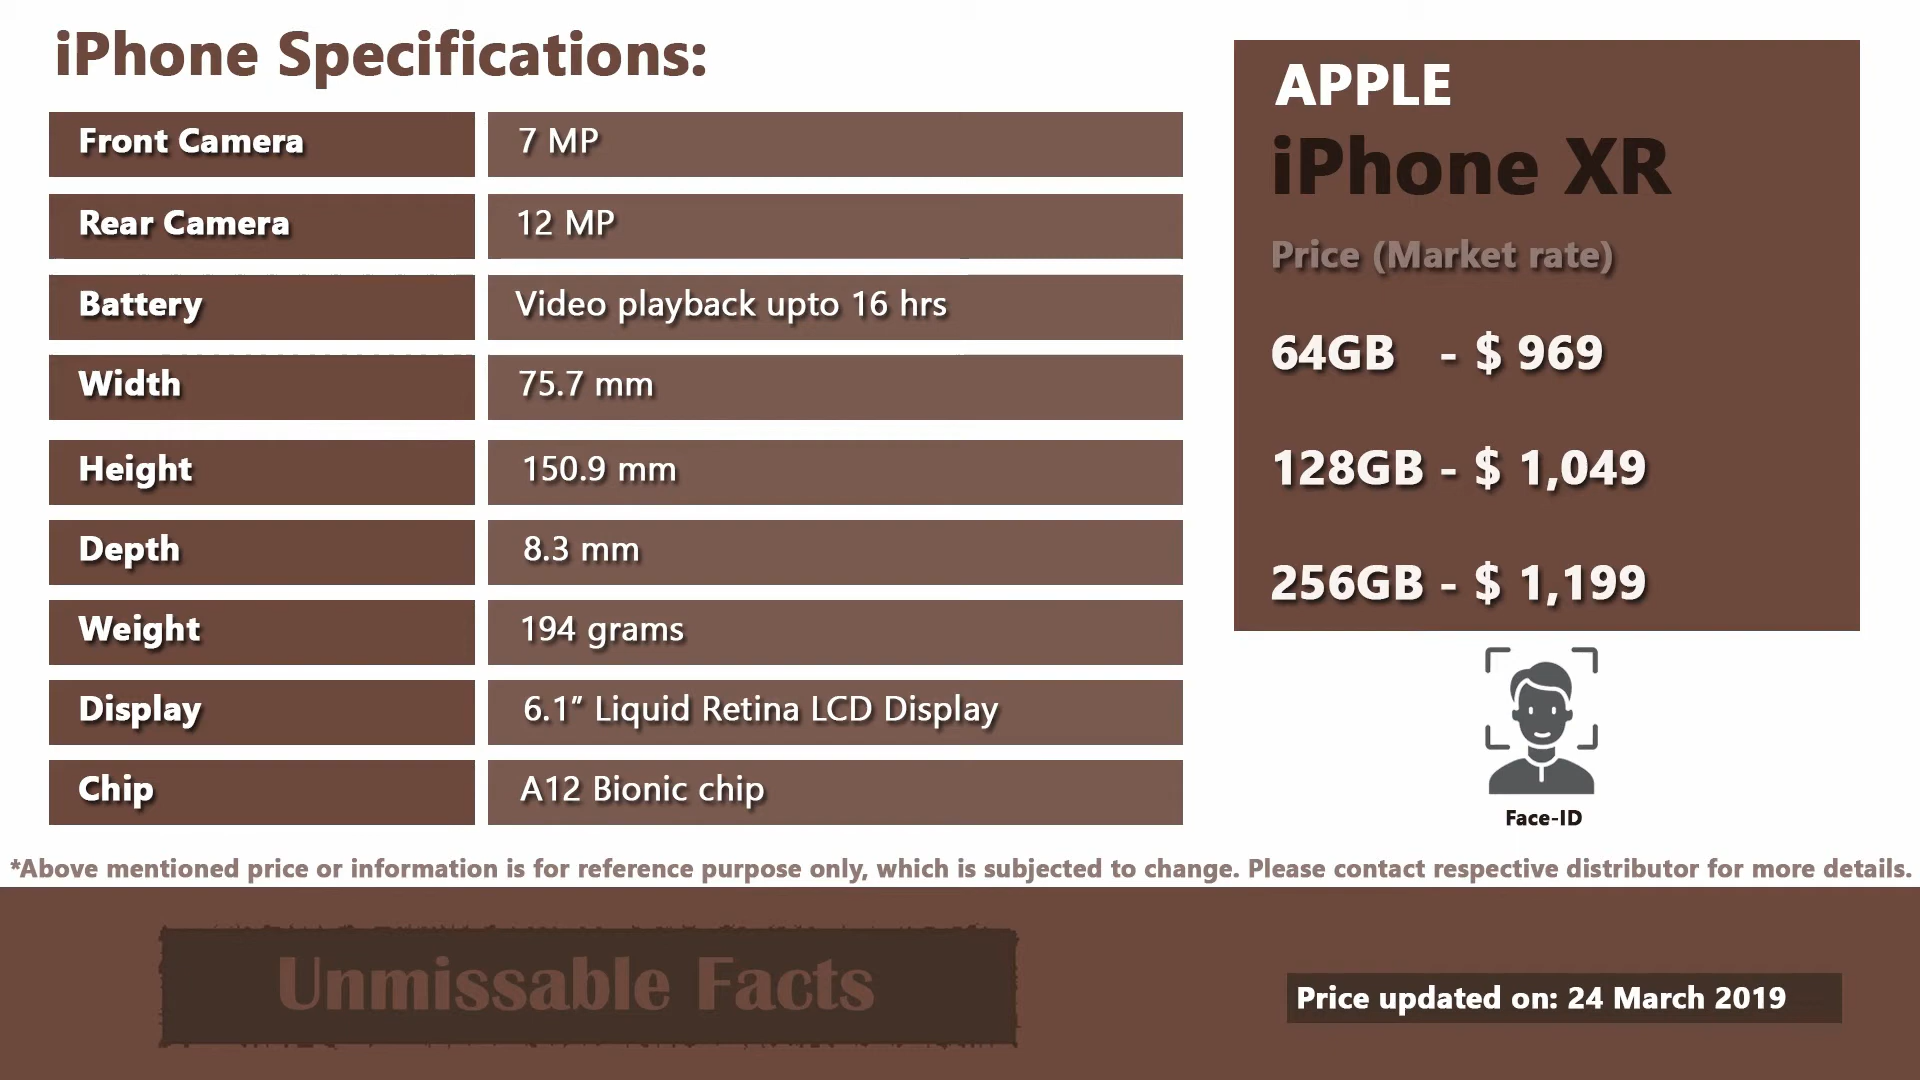 iPhone Specifications:
Front Camera 7 MP
Rear Camera 12 MP
Battery Video playback upto 16 hrs
Width 75.7 mm
Height 150.9 mm
Depth 8.3 mm
Weight 194 grams
Display 6.1” Liquid Retina LCD Display
Chip A12 Bionic chip
APPLE
iPhone XR
Price (Market rate)
64GB - $ 969
128GB - $ 1,049
256GB - $ 1,199
Face-ID
*Above mentioned price or information is for reference purpose only, which is subjected to change. Please contact respective distributor for more details.
Unmissable Facts
Price updated on: 24 March 2019